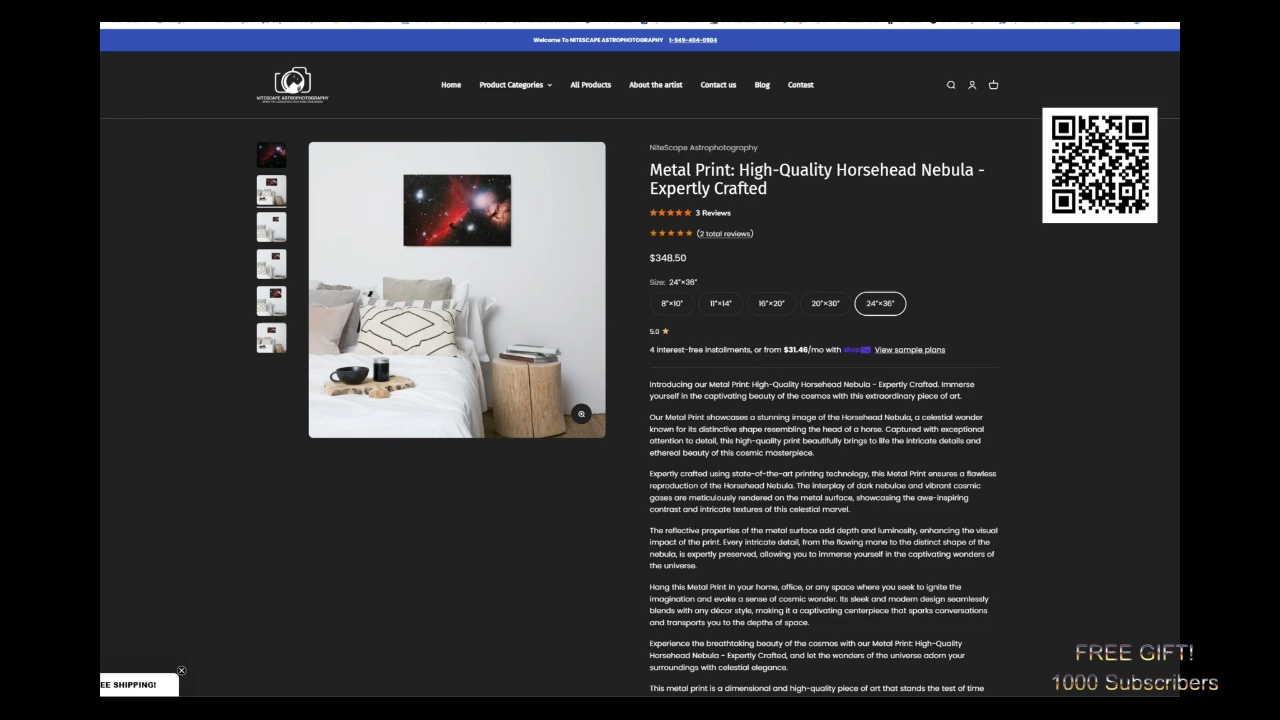 Welcome To NITESCAPE ASTROPHOTOGRAPHY 1-949-404-0904
NITESCAPE ASTROPHOTOGRAPHY
Home
Product Categories
All Products
About the artist
Contact us
Blog
Contest
NiteScape Astrophotography
Metal Print: High-Quality Horsehead Nebula -
Expertly Crafted
3 Reviews
(2 total reviews)
$348.50
Size: 24"×36"
8"×10"
11"×14"
16"×20"
20"×30"
24"×36"
5.0
4 interest-free installments, or from $31.46/mo with shop Pay View sample plans
Introducing our Metal Print: High-Quality Horsehead Nebula - Expertly Crafted. Immerse
yourself in the captivating beauty of the cosmos with this extraordinary piece of art.
Our Metal Print showcases a stunning image of the Horsehead Nebula, a celestial wonder
known for its distinctive shape resembling the head of a horse. Captured with exceptional
attention to detail, this high-quality print beautifully brings to life the intricate details and
ethereal beauty of this cosmic masterpiece.
Expertly crafted using state-of-the-art printing technology, this Metal Print ensures a flawless
reproduction of the Horsehead Nebula. The interplay of dark nebulae and vibrant cosmic
gases are meticulously rendered on the metal surface, showcasing the awe-inspiring
contrast and intricate textures of this celestial marvel.
The reflective properties of the metal surface add depth and luminosity, enhancing the visual
impact of the print. Every intricate detail, from the flowing mane to the distinct shape of the
nebula, is expertly preserved, allowing you to immerse yourself in the captivating wonders of
the universe.
Hang this Metal Print in your home, office, or any space where you seek to ignite the
imagination and evoke a sense of cosmic wonder. Its sleek and modern design seamlessly
blends with any décor style, making it a captivating centerpiece that sparks conversations
and transports you to the depths of space.
Experience the breathtaking beauty of the cosmos with our Metal Print: High-Quality
Horsehead Nebula - Expertly Crafted, and let the wonders of the universe adorn your
surroundings with celestial elegance.
This metal print is a dimensional and high-quality piece of art that stands the test of time
EE SHIPPING!
FREE GIFT!
1000 Subscribers